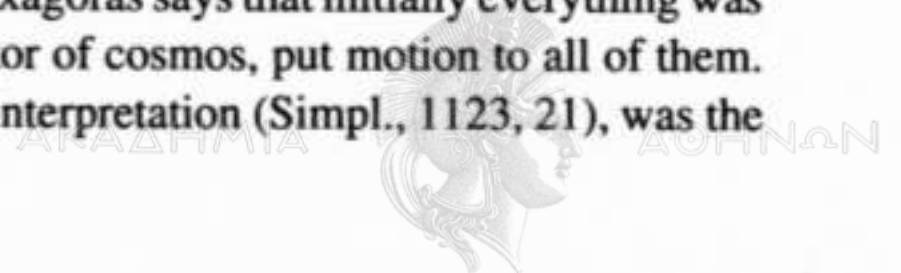 xagoras says that initially everything was
or of cosmos, put motion to all of them.
nterpretation (Simpl., 1123, 21), was the
ΑΚΑΔΗΜΙΑ ΑΘΗΝΩΝ